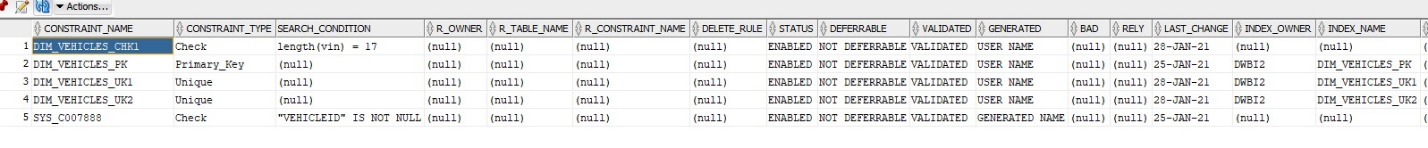 Actions...
CONSTRAINT_NAME CONSTRAINT_TYPE SEARCH_CONDITION R_OWNER R_TABLE_NAME R_CONSTRAINT_NAME DELETE_RULE STATUS DEFERRABLE VALIDATED GENERATED BAD RELY LAST_CHANGE INDEX_OWNER INDEX_NAME
1 DIM_VEHICLES_CHK1 Check length(vin) = 17 (null) (null) (null) (null) ENABLED NOT DEFERRABLE VALIDATED USER NAME (null) (null) 28-JAN-21 (null) (null)
2 DIM_VEHICLES_PK Primary_Key (null) (null) (null) (null) (null) ENABLED NOT DEFERRABLE VALIDATED USER NAME (null) (null) 25-JAN-21 DWBI2 DIM_VEHICLES_PK
3 DIM_VEHICLES_UK1 Unique (null) (null) (null) (null) (null) ENABLED NOT DEFERRABLE VALIDATED USER NAME (null) (null) 28-JAN-21 DWBI2 DIM_VEHICLES_UK1
4 DIM_VEHICLES_UK2 Unique (null) (null) (null) (null) (null) ENABLED NOT DEFERRABLE VALIDATED USER NAME (null) (null) 28-JAN-21 DWBI2 DIM_VEHICLES_UK2
5 SYS_C007888 Check "VEHICLEID" IS NOT NULL (null) (null) (null) (null) ENABLED NOT DEFERRABLE VALIDATED GENERATED NAME (null) (null) 25-JAN-21 (null) (null)